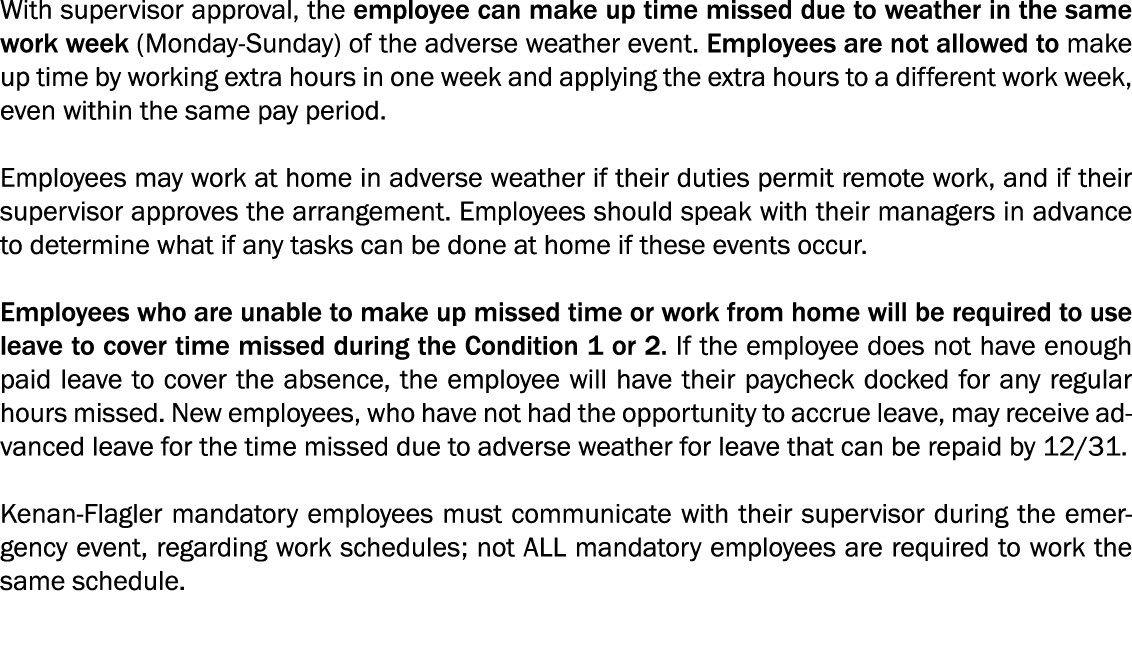 With supervisor approval, the employee can make up time missed due to weather in the same
work week (Monday-Sunday) of the adverse weather event. Employees are not allowed to make
up time by working extra hours in one week and applying the extra hours to a different work week,
even within the same pay period.
Employees may work at home in adverse weather if their duties permit remote work, and if their
supervisor approves the arrangement. Employees should speak with their managers in advance
to determine what if any tasks can be done at home if these events occur.
Employees who are unable to make up missed time or work from home will be required to use
leave to cover time missed during the Condition 1 or 2. If the employee does not have enough
paid leave to cover the absence, the employee will have their paycheck docked for any regular
hours missed. New employees, who have not had the opportunity to accrue leave, may receive ad-
vanced leave for the time missed due to adverse weather for leave that can be repaid by 12/31.
Kenan-Flagler mandatory employees must communicate with their supervisor during the emer-
gency event, regarding work schedules; not ALL mandatory employees are required to work the
same schedule.